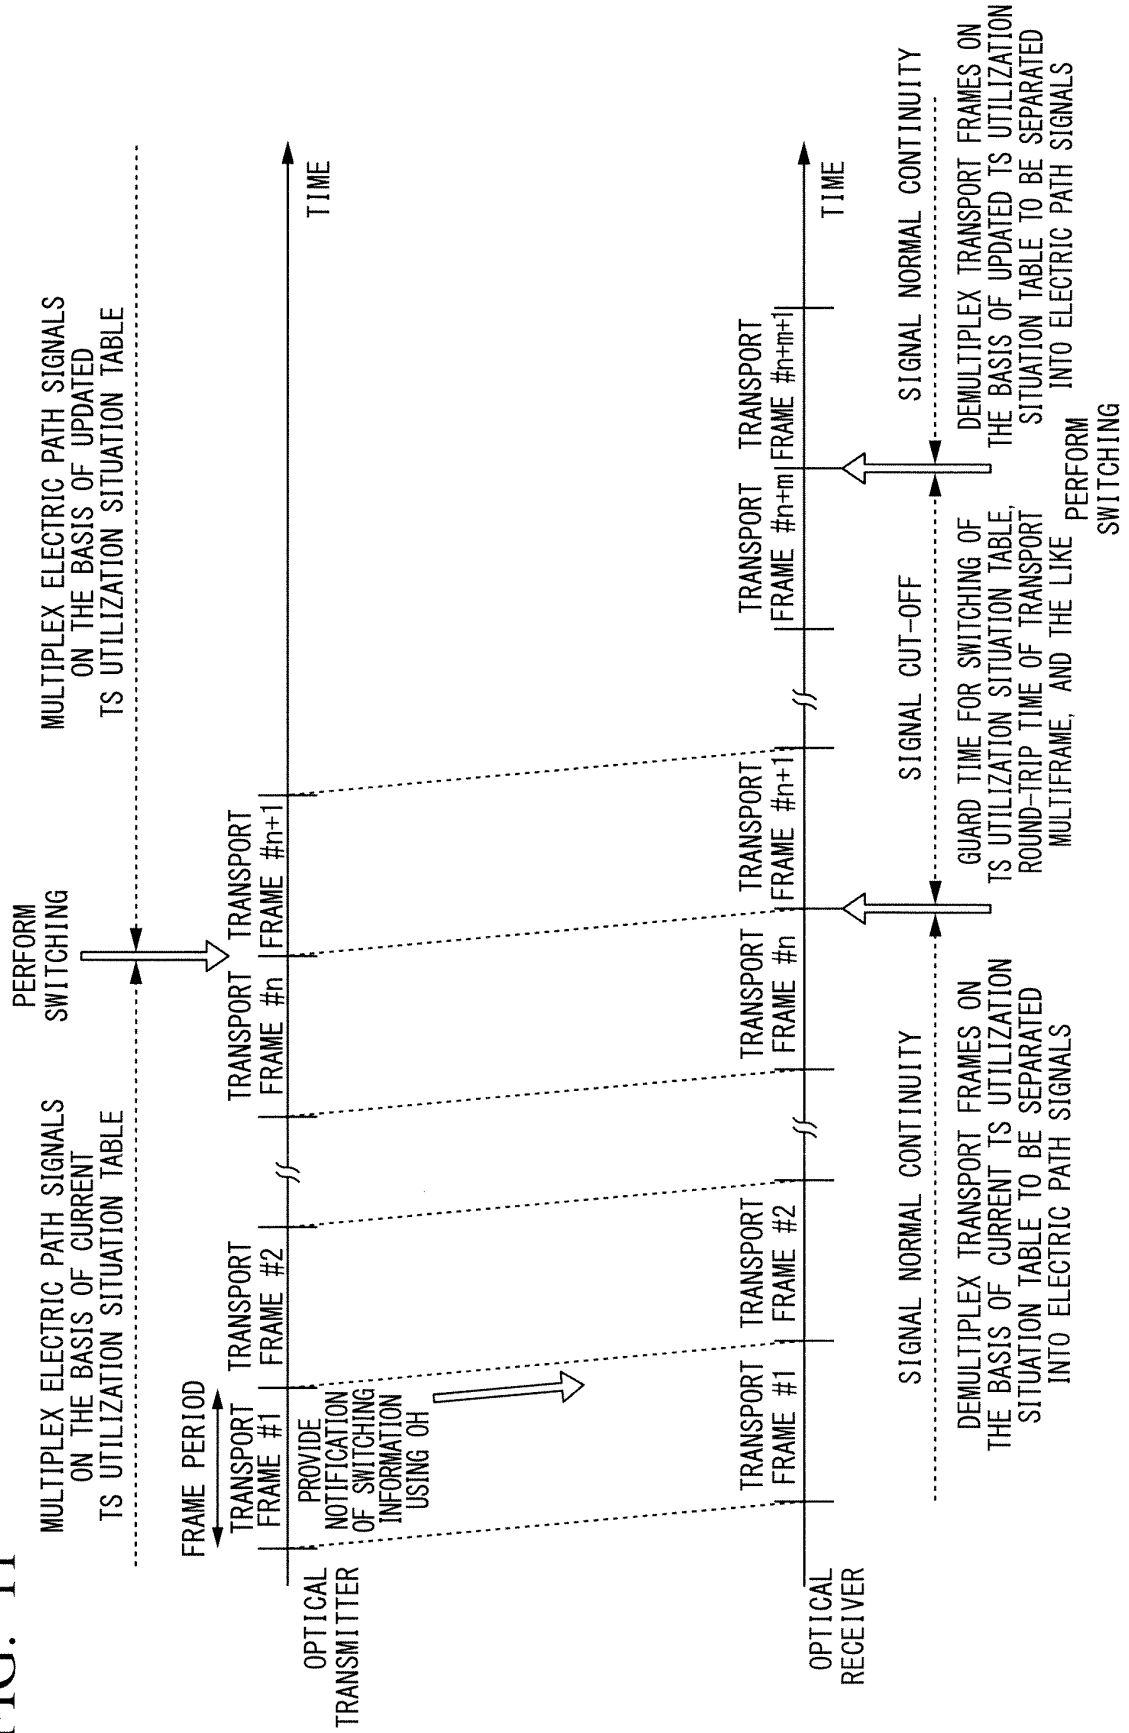 FIG. 11
PERFORM
SWITCHING
MULTIPLEX ELECTRIC PATH SIGNALS
ON THE BASIS OF CURRENT
TS UTILIZATION SITUATION TABLE
MULTIPLEX ELECTRIC PATH SIGNALS
ON THE BASIS OF UPDATED
TS UTILIZATION SITUATION TABLE
FRAME PERIOD
TRANSPORT
FRAME #1
TRANSPORT
FRAME #2
TRANSPORT
FRAME #n
TRANSPORT
FRAME #n+1
OPTICAL
TRANSMITTER
TIME
PROVIDE
NOTIFICATION
OF SWITCHING
INFORMATION
USING OH
TRANSPORT
FRAME #1
TRANSPORT
FRAME #2
TRANSPORT
FRAME #n
TRANSPORT
FRAME #n+1
TRANSPORT
FRAME #n+m
TRANSPORT
FRAME #n+m+1
OPTICAL
RECEIVER
TIME
SIGNAL NORMAL CONTINUITY
SIGNAL CUT-OFF
SIGNAL NORMAL CONTINUITY
DEMULTIPLEX TRANSPORT FRAMES ON
THE BASIS OF CURRENT TS UTILIZATION
SITUATION TABLE TO BE SEPARATED
INTO ELECTRIC PATH SIGNALS
GUARD TIME FOR SWITCHING OF
TS UTILIZATION SITUATION TABLE,
ROUND-TRIP TIME OF TRANSPORT
MULTIFRAME, AND THE LIKE
DEMULTIPLEX TRANSPORT FRAMES ON
THE BASIS OF UPDATED TS UTILIZATION
SITUATION TABLE TO BE SEPARATED
INTO ELECTRIC PATH SIGNALS
PERFORM
SWITCHING